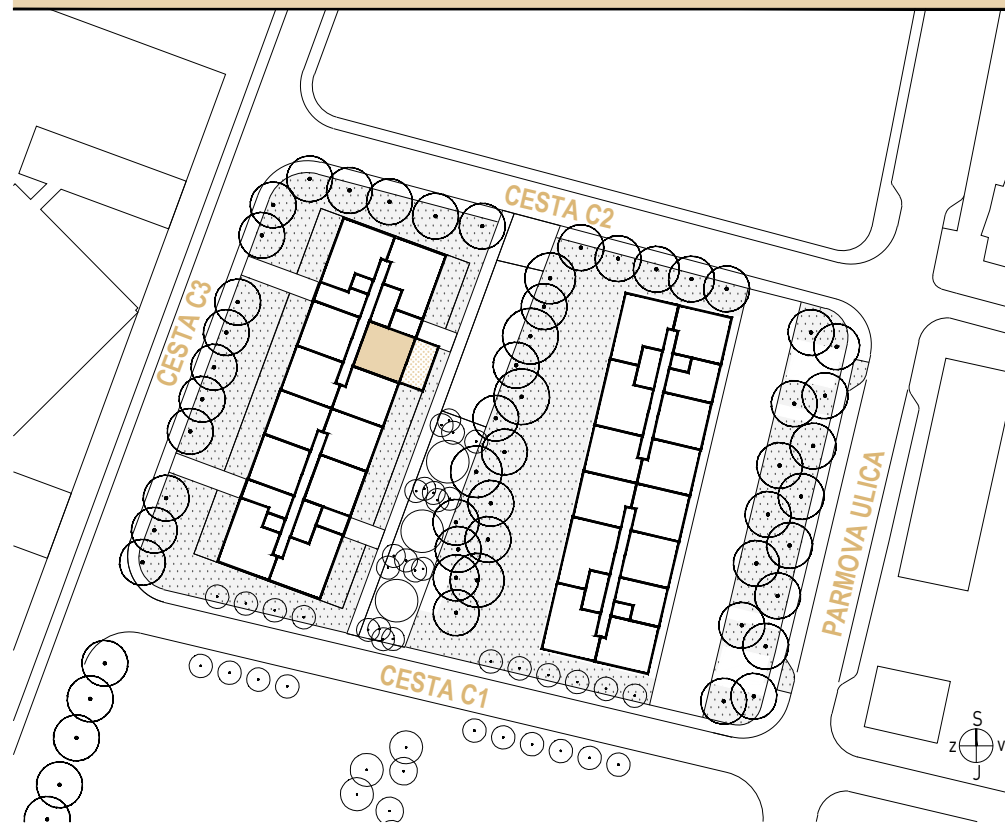 CESTA C2
CESTA C3
PARMOVA ULICA
CESTA C1
S
Z V
J